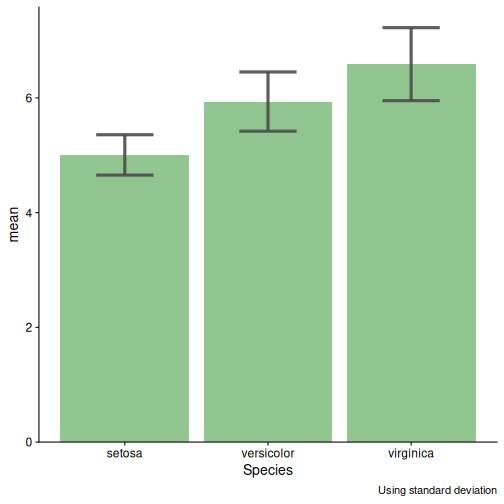 mean
6
4
2
0
setosa versicolor virginica
Species
Using standard deviation